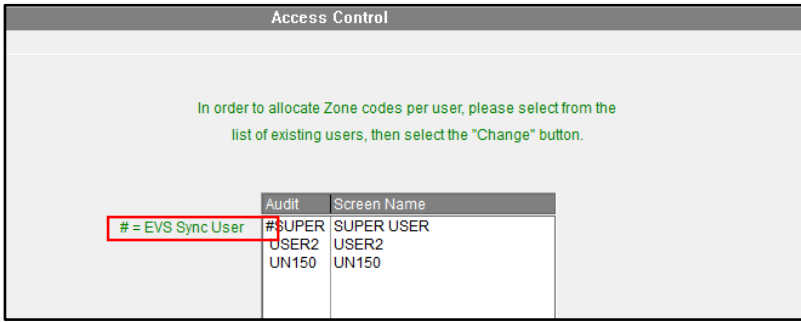 Access Control
In order to allocate Zone codes per user, please select from the
list of existing users, then select the "Change" button.
Audit Screen Name
# = EVS Sync User #SUPER SUPER USER
USER2 USER2
UN150 UN150